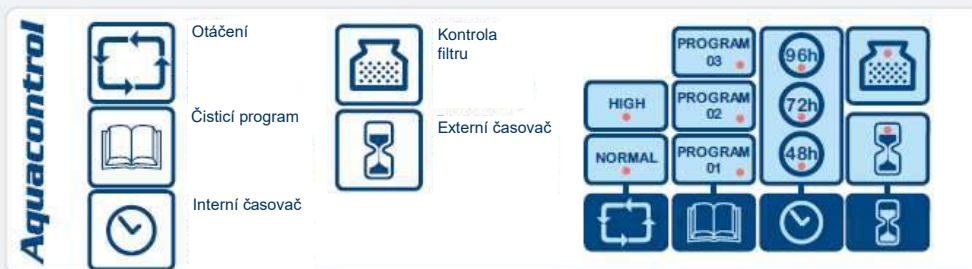 Aquacontrol
Otáčení
Čisticí program
Interní časovač
Kontrola
filtru
Externí časovač
HIGH
NORMAL
PROGRAM
03
PROGRAM
02
PROGRAM
01
96h
72h
48h